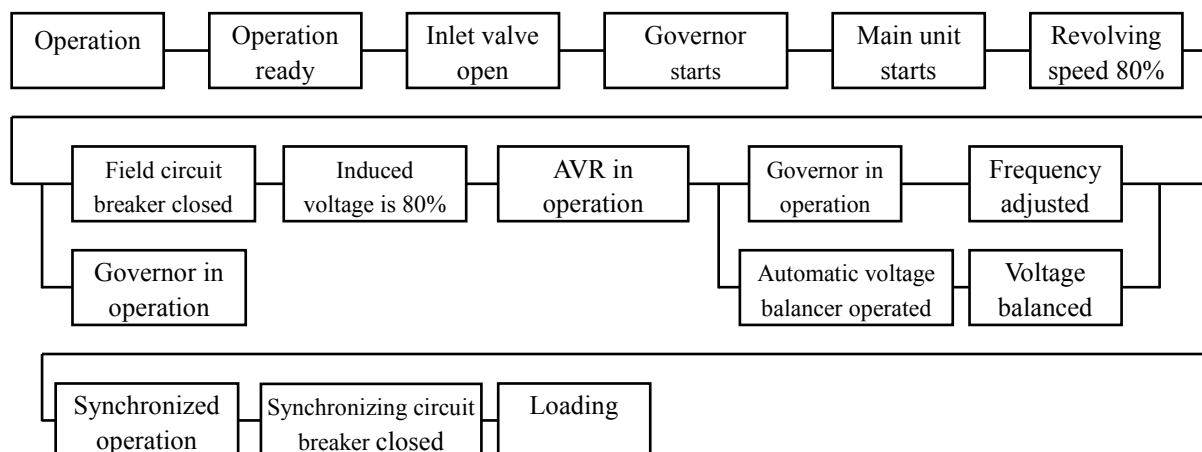 Operation
Operation
ready
Inlet valve
open
Governor
starts
Main unit
starts
Revolving
speed 80%
Field circuit
breaker closed
Induced
voltage is 80%
AVR in
operation
Governor in
operation
Frequency
adjusted
Governor in
operation
Automatic voltage
balancer operated
Voltage
balanced
Synchronized
operation
Synchronizing circuit
breaker closed
Loading